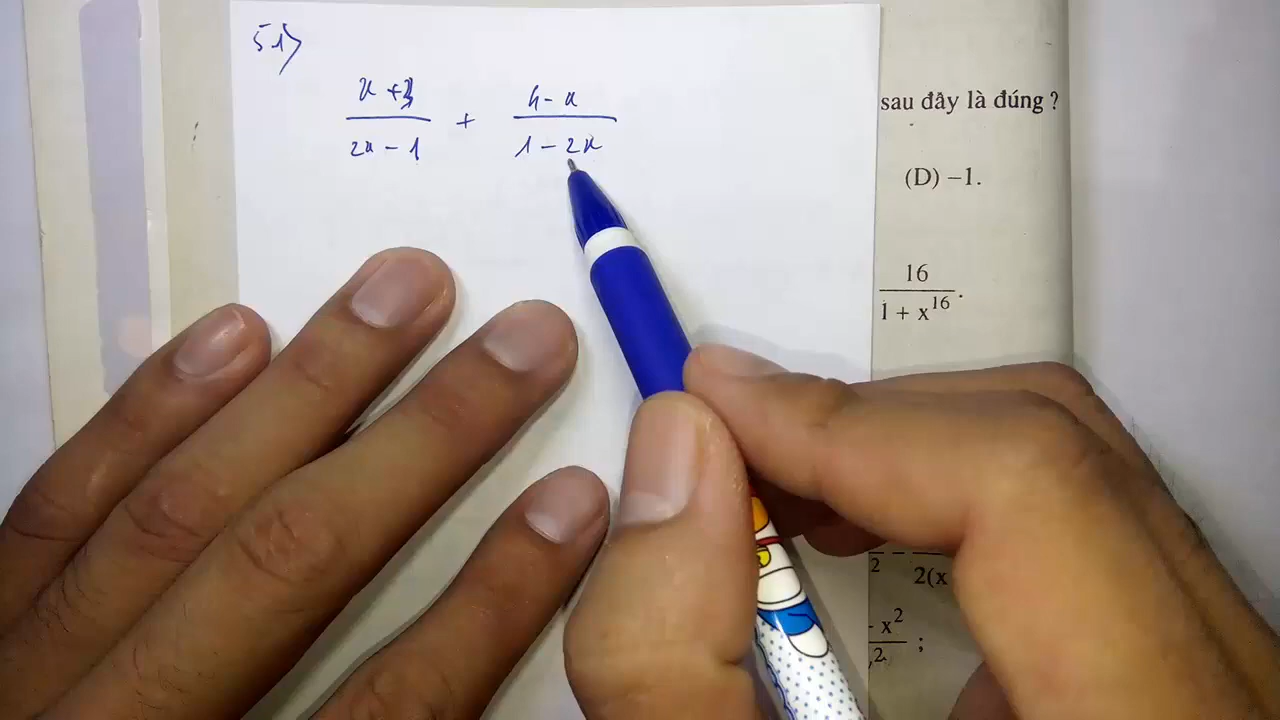 51)
x + 3 / 2x - 1 + 4 - x / 1 - 2x
sau đây là đúng ?
(D) –1.
16 / 1 + x^16 .
2 - 2(x
- x^2 / 2 ;